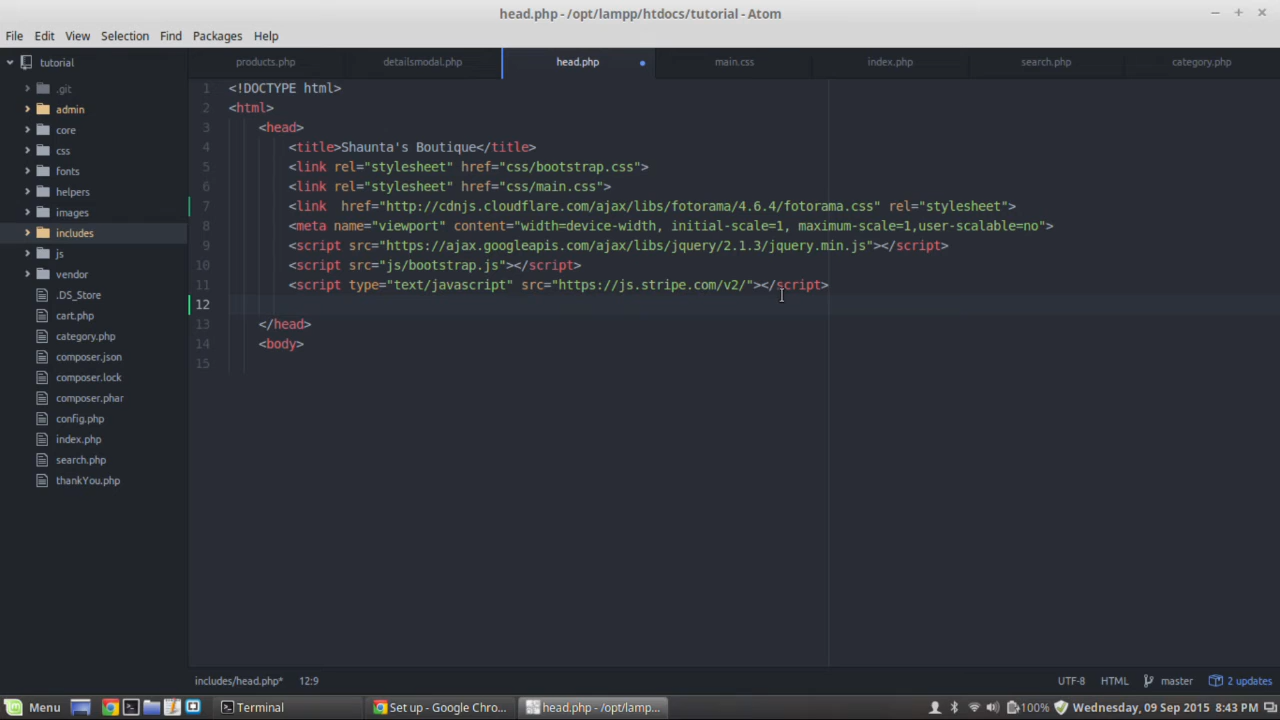 head.php - /opt/lampp/htdocs/tutorial - Atom
File Edit View Selection Find Packages Help
tutorial
products.php detailsmodal.php head.php main.css index.php search.php category.php
.git
admin
core
css
fonts
helpers
images
includes
js
vendor
.DS_Store
cart.php
category.php
composer.json
composer.lock
composer.phar
config.php
index.php
search.php
thankYou.php
1 <!DOCTYPE html>
2 <html>
3 <head>
4 <title>Shaunta's Boutique</title>
5 <link rel="stylesheet" href="css/bootstrap.css">
6 <link rel="stylesheet" href="css/main.css">
7 <link  href="http://cdnjs.cloudflare.com/ajax/libs/fotorama/4.6.4/fotorama.css" rel="stylesheet">
8 <meta name="viewport" content="width=device-width, initial-scale=1, maximum-scale=1,user-scalable=no">
9 <script src="https://ajax.googleapis.com/ajax/libs/jquery/2.1.3/jquery.min.js"></script>
10 <script src="js/bootstrap.js"></script>
11 <script type="text/javascript" src="https://js.stripe.com/v2/"></script>
12
13 </head>
14 <body>
15
includes/head.php* 12:9 UTF-8 HTML master 2 updates
Menu Terminal Set up - Google Chro... head.php - /opt/lamp... 100% Wednesday, 09 Sep 2015 8:43 PM